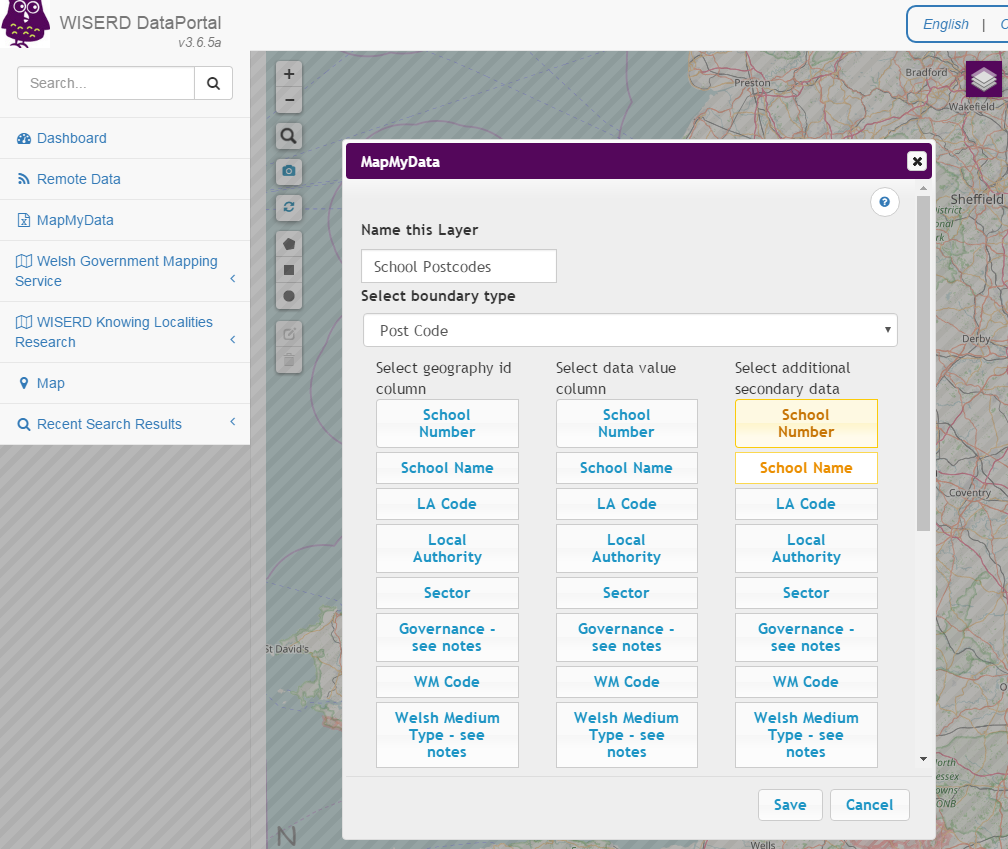 WISERD DataPortal
v3.6.5a
English |
Search...
Dashboard
Remote Data
MapMyData
Welsh Government Mapping
Service
WISERD Knowing Localities
Research
Map
Recent Search Results
+
−
Preston
Bradford
Wakefield
Sheffield
Derby
Coventry
St David's
Wells
N
MapMyData
Name this Layer
School Postcodes
Select boundary type
Post Code
Select geography id
column
School
Number
School Name
LA Code
Local
Authority
Sector
Governance -
see notes
WM Code
Welsh Medium
Type - see
notes
Select data value
column
School
Number
School Name
LA Code
Local
Authority
Sector
Governance -
see notes
WM Code
Welsh Medium
Type - see
notes
Select additional
secondary data
School
Number
School Name
LA Code
Local
Authority
Sector
Governance -
see notes
WM Code
Welsh Medium
Type - see
notes
Save
Cancel